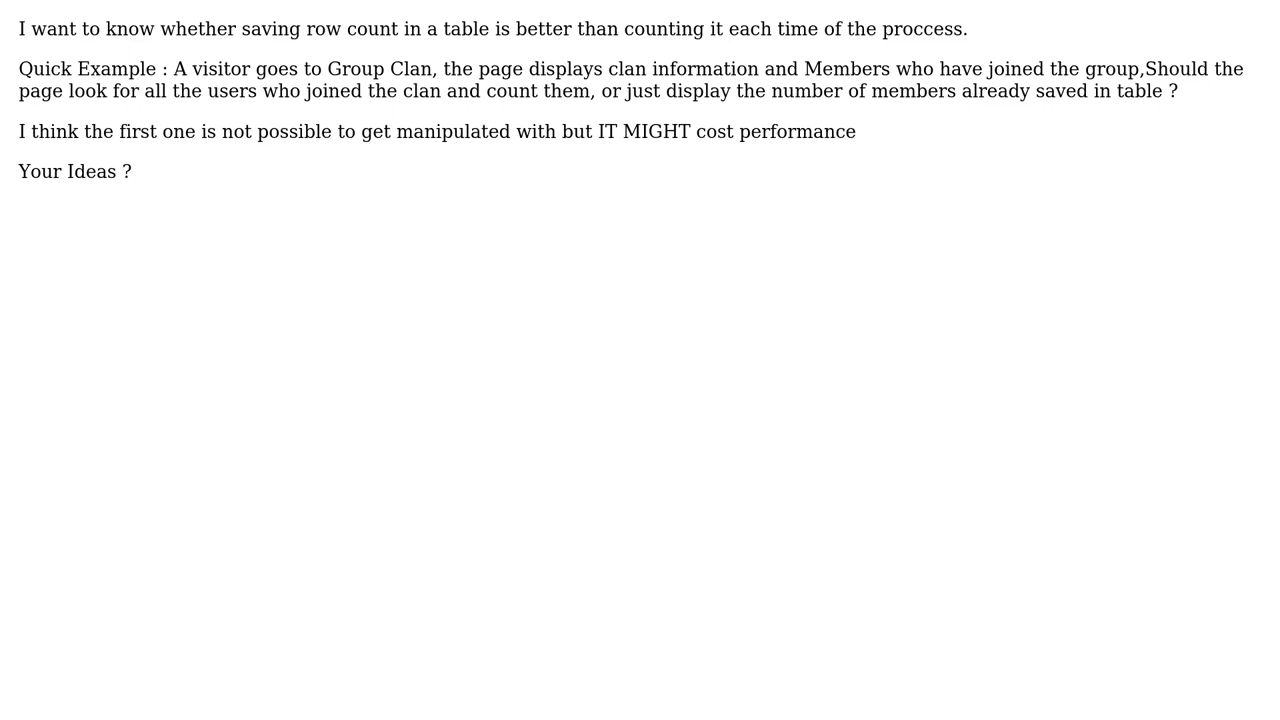 I want to know whether saving row count in a table is better than counting it each time of the proccess.
Quick Example : A visitor goes to Group Clan, the page displays clan information and Members who have joined the group,Should the
page look for all the users who joined the clan and count them, or just display the number of members already saved in table ?
I think the first one is not possible to get manipulated with but IT MIGHT cost performance
Your Ideas ?